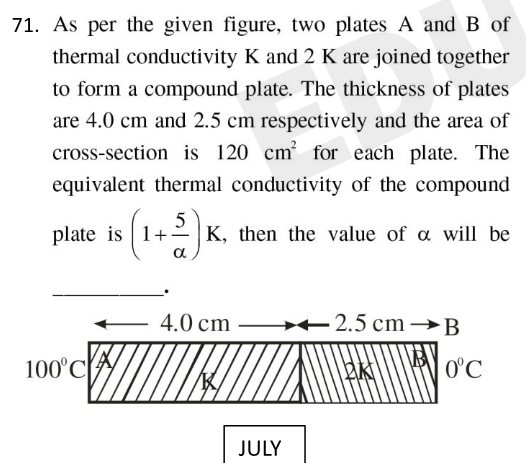 71. As per the given figure, two plates A and B of
thermal conductivity K and 2 K are joined together
to form a compound plate. The thickness of plates
are 4.0 cm and 2.5 cm respectively and the area of
cross-section is 120 cm² for each plate. The
equivalent thermal conductivity of the compound
plate is (1 + 5/α) K, then the value of α will be
__________.
4.0 cm 2.5 cm B
100⁰C A K 2K B 0⁰C
JULY
EDU